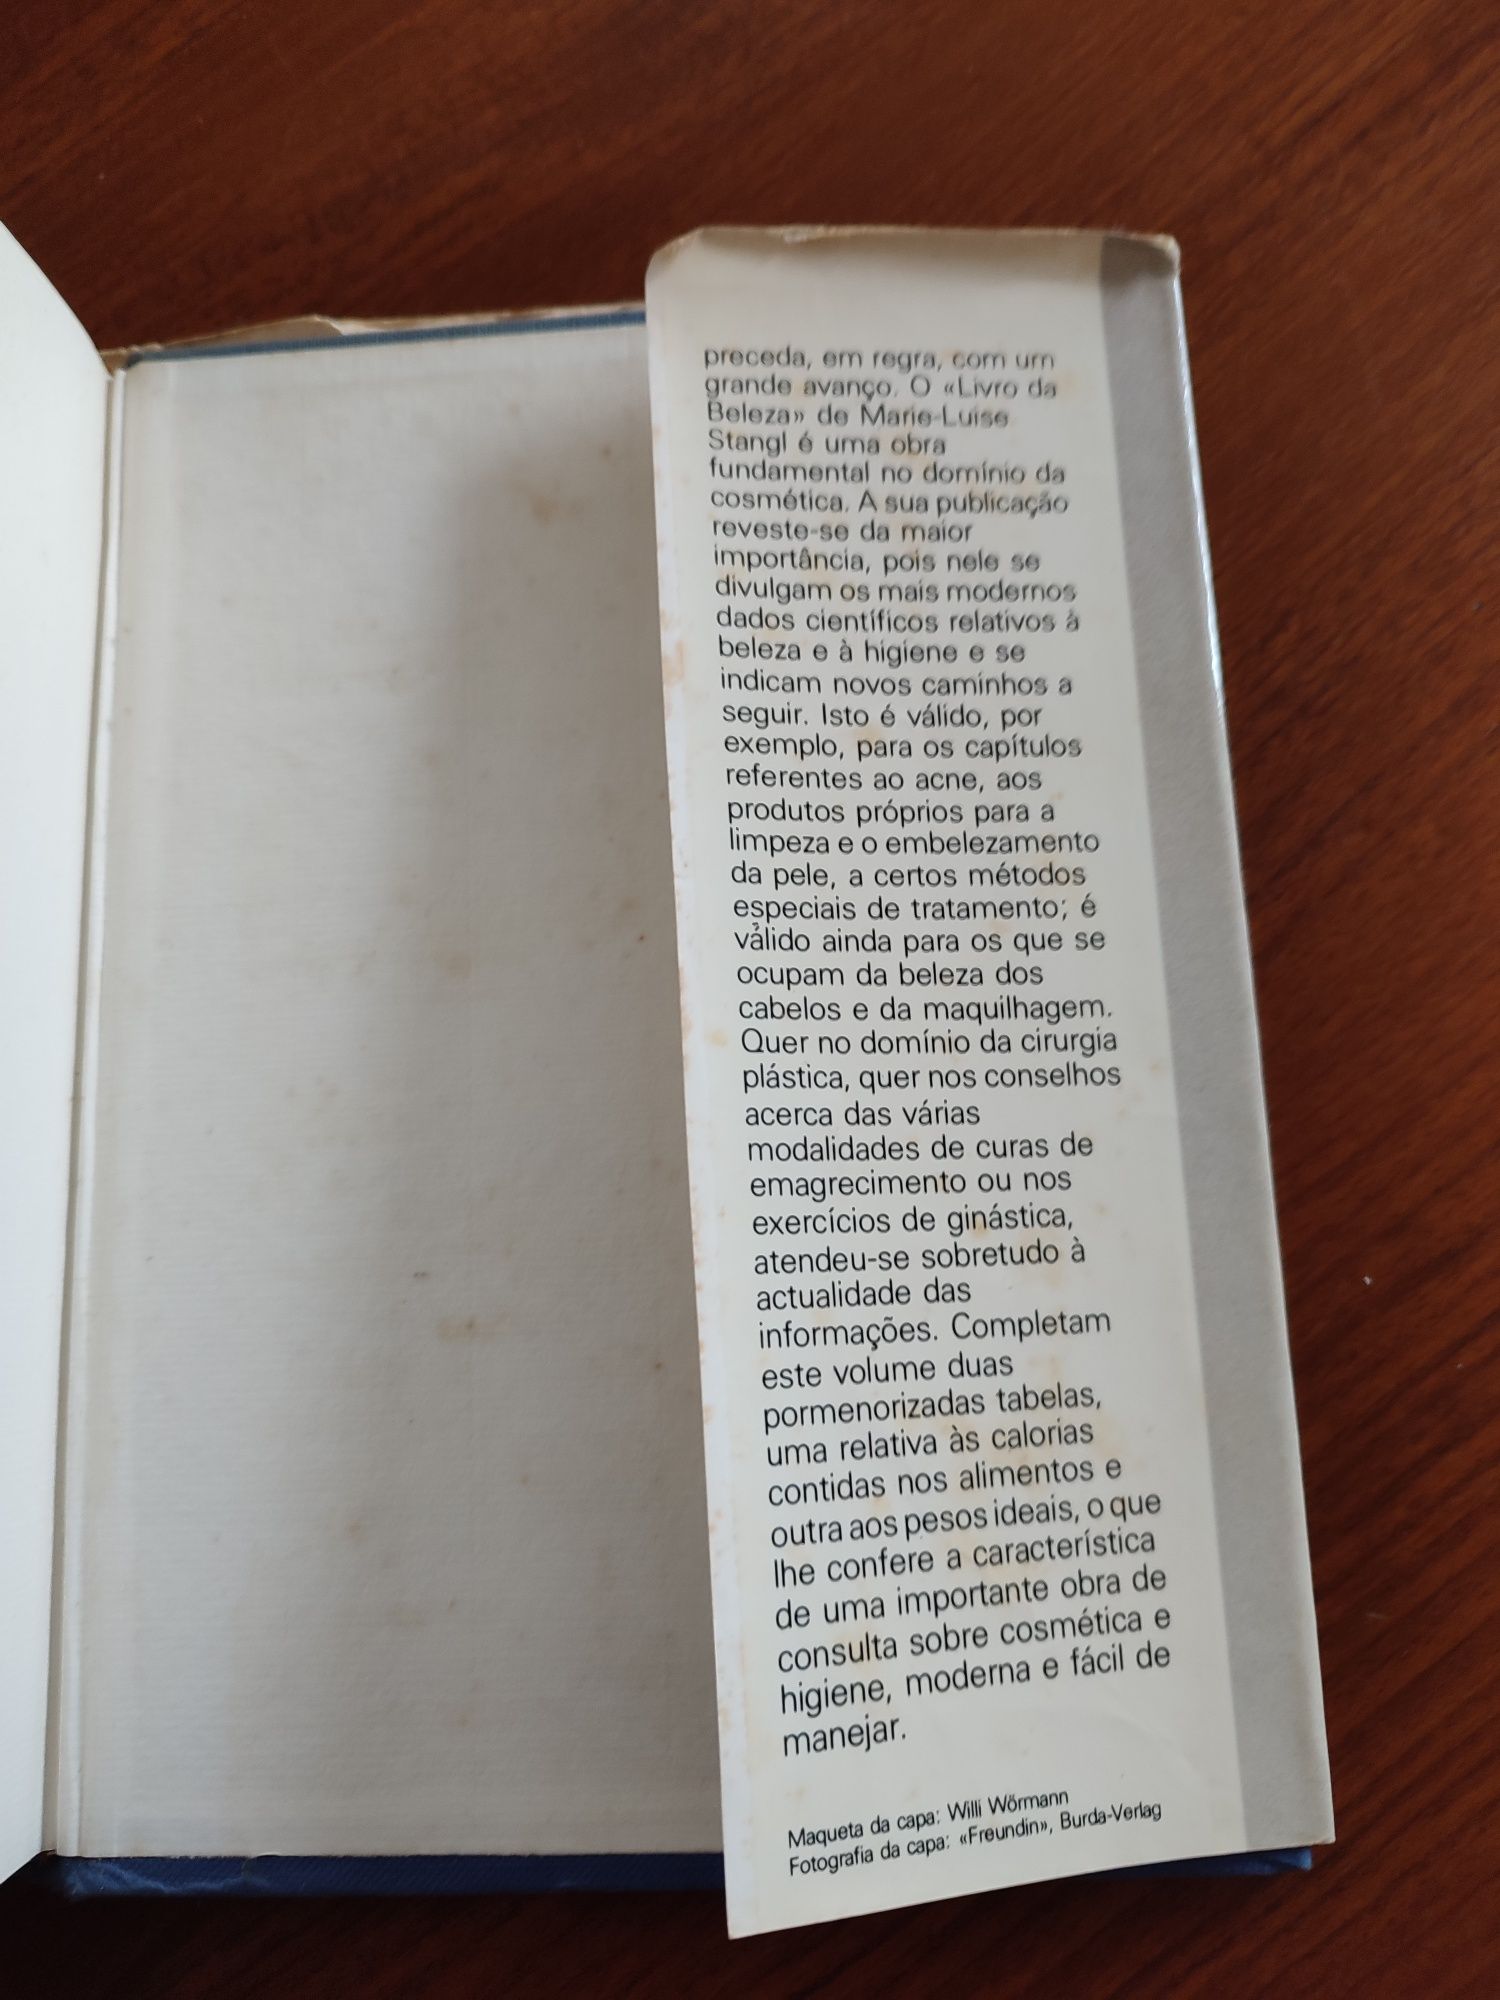 preceda, em regra, com um
grande avanço. O «Livro da
Beleza» de Marie-Luise
Stangl é uma obra
fundamental no domínio da
cosmética. A sua publicação
reveste-se da maior
importância, pois nele se
divulgam os mais modernos
dados científicos relativos à
beleza e à higiene e se
indicam novos caminhos a
seguir. Isto é válido, por
exemplo, para os capítulos
referentes ao acne, aos
produtos próprios para a
limpeza e o embelezamento
da pele, a certos métodos
especiais de tratamento; é
válido ainda para os que se
ocupam da beleza dos
cabelos e da maquilhagem.
Quer no domínio da cirurgia
plástica, quer nos conselhos
acerca das várias
modalidades de curas de
emagrecimento ou nos
exercícios de ginástica,
atendeu-se sobretudo à
actualidade das
informações. Completam
este volume duas
pormenorizadas tabelas,
uma relativa às calorias
contidas nos alimentos e
outra aos pesos ideais, o que
lhe confere a característica
de uma importante obra de
consulta sobre cosmética e
higiene, moderna e fácil de
manejar.
Maqueta da capa: Willi Wörmann
Fotografia da capa: «Freundin», Burda-Verlag